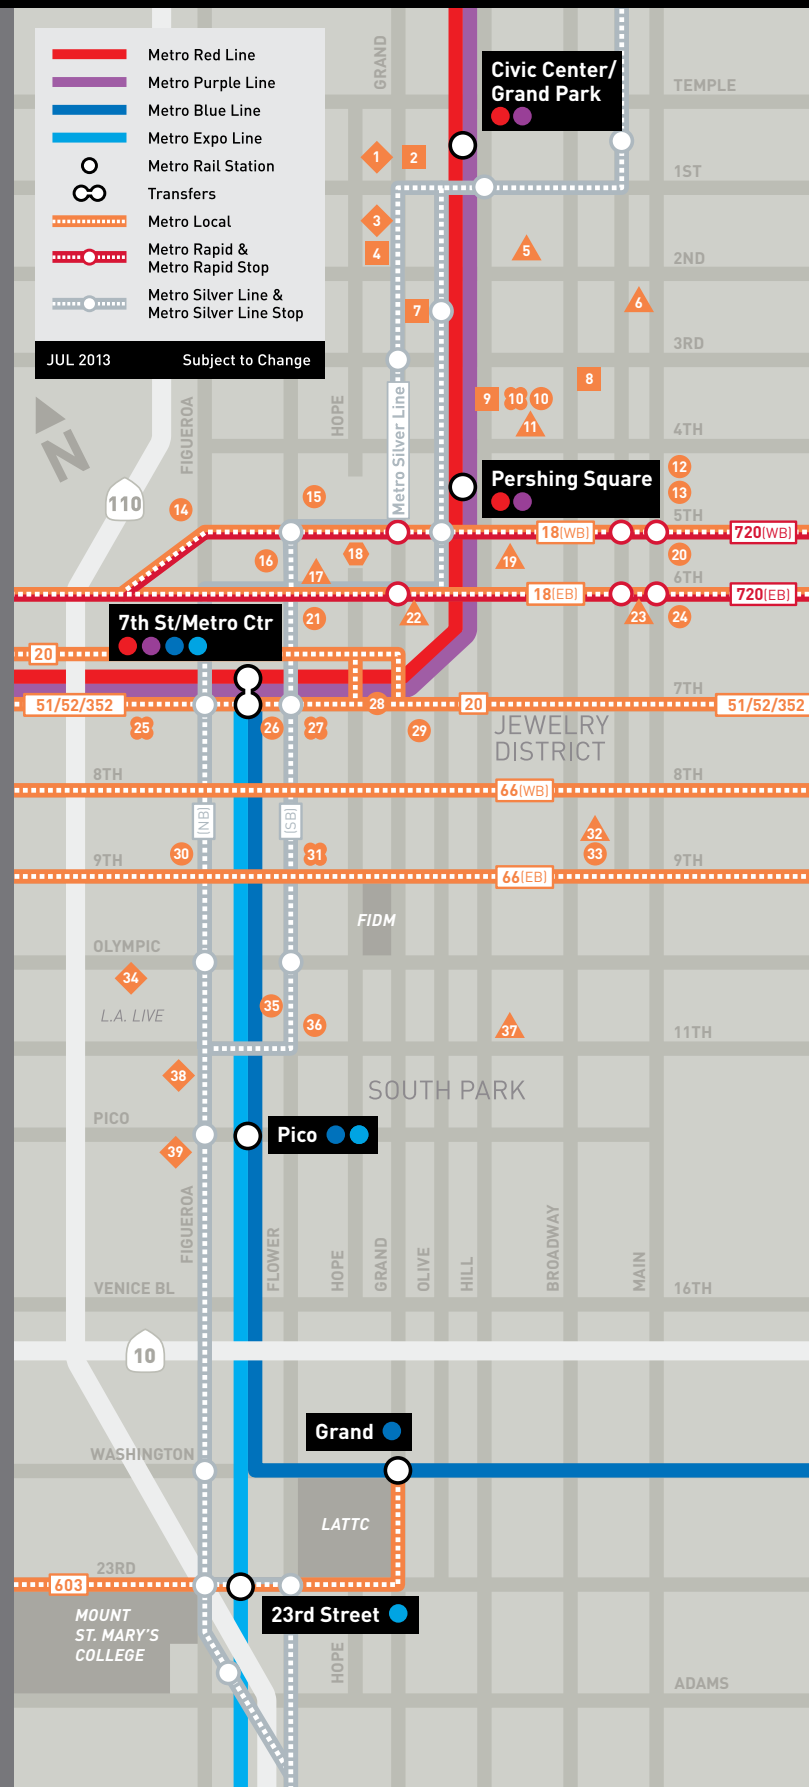 Metro Red Line
Metro Purple Line
Metro Blue Line
Metro Expo Line
Metro Rail Station
Transfers
Metro Local
Metro Rapid &
Metro Rapid Stop
Metro Silver Line &
Metro Silver Line Stop
JUL 2013
Subject to Change
N
GRAND
Civic Center/
Grand Park
TEMPLE
1
2
1ST
3
4
5
2ND
6
7
3RD
8
9
10
10
11
FIGUEROA
HOPE
Metro Silver Line
4TH
12
13
Pershing Square
110
14
15
5TH
18(WB)
720(WB)
16
17
18
19
20
6TH
18(EB)
720(EB)
7th St/Metro Ctr
21
22
23
24
20
7TH
51/52/352
28
20
51/52/352
25
26
27
29
JEWELRY
DISTRICT
8TH
8TH
66(WB)
(NB)
(SB)
32
30
31
33
9TH
9TH
66(EB)
FIDM
OLYMPIC
34
L.A. LIVE
35
36
37
11TH
38
SOUTH PARK
PICO
Pico
39
FIGUEROA
FLOWER
HOPE
GRAND
OLIVE
HILL
BROADWAY
MAIN
VENICE BL
16TH
10
Grand
WASHINGTON
LATTC
23RD
603
23rd Street
MOUNT
ST. MARY'S
COLLEGE
HOPE
ADAMS